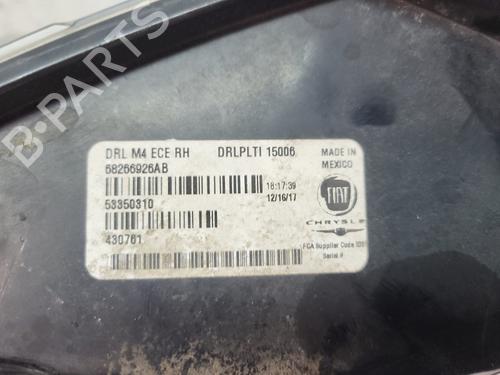 DRL M4 ECE RH DRLPLTI 15006
68266926AB
53350310
430761
18:17:39
12/16/17
MADE IN
MEXICO
FIAT
CHRYSLER
FCA Supplier Code
Serial #
B-PARTS